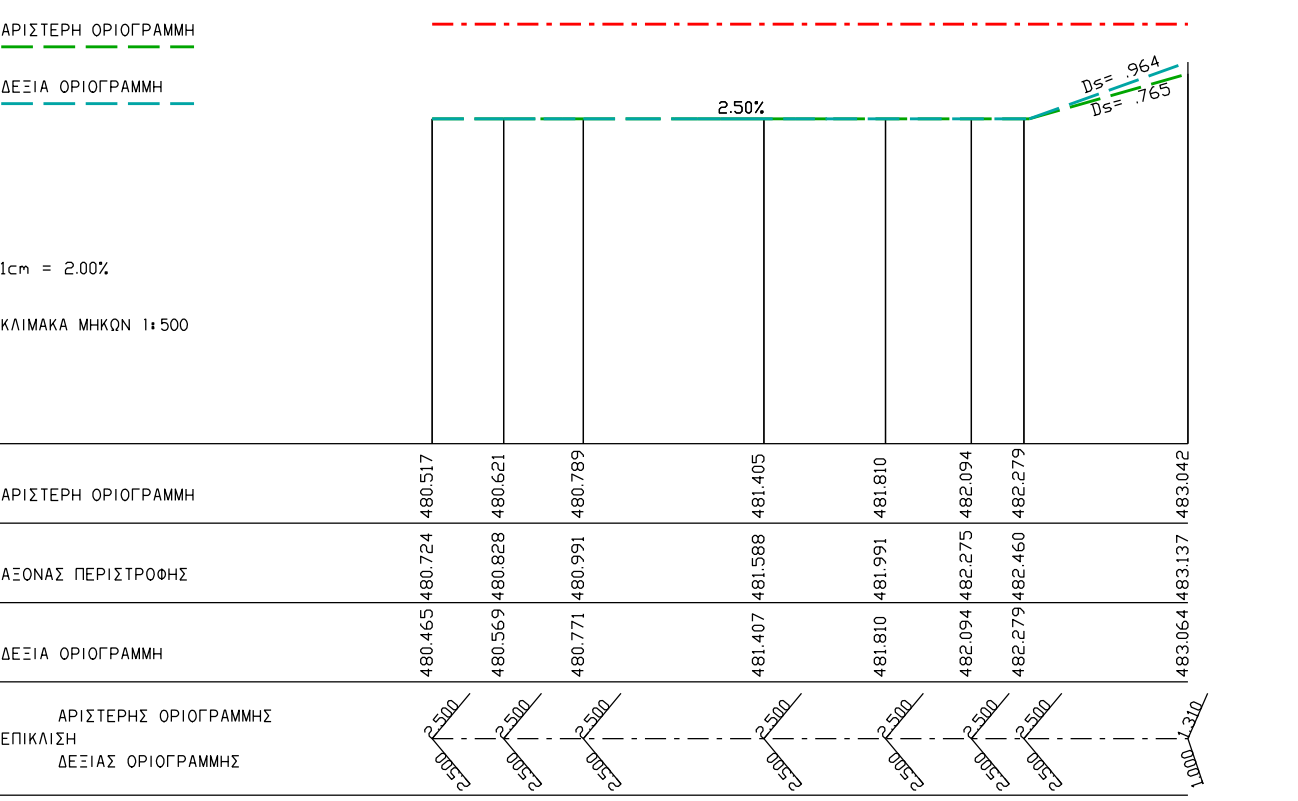 ΑΡΙΣΤΕΡΗ ΟΡΙΟΓΡΑΜΜΗ
ΔΕΞΙΑ ΟΡΙΟΓΡΑΜΜΗ
2.50%
Ds= .964
Ds= .765
1cm = 2.00%
ΚΛΙΜΑΚΑ ΜΗΚΩΝ 1:500
ΑΡΙΣΤΕΡΗ ΟΡΙΟΓΡΑΜΜΗ 480.517 480.621 480.789 481.405 481.810 482.094 482.279 483.042
ΑΞΟΝΑΣ ΠΕΡΙΣΤΡΟΦΗΣ 480.724 480.828 480.991 481.588 481.991 482.275 482.460 483.137
ΔΕΞΙΑ ΟΡΙΟΓΡΑΜΜΗ 480.465 480.569 480.771 481.407 481.810 482.094 482.279 483.064
ΑΡΙΣΤΕΡΗΣ ΟΡΙΟΓΡΑΜΜΗΣ 2.500 2.500 2.500 2.500 2.500 2.500 2.500 1.310
ΕΠΙΚΛΙΣΗ
ΔΕΞΙΑΣ ΟΡΙΟΓΡΑΜΜΗΣ 2.500 2.500 2.500 2.500 2.500 2.500 2.500 1.000